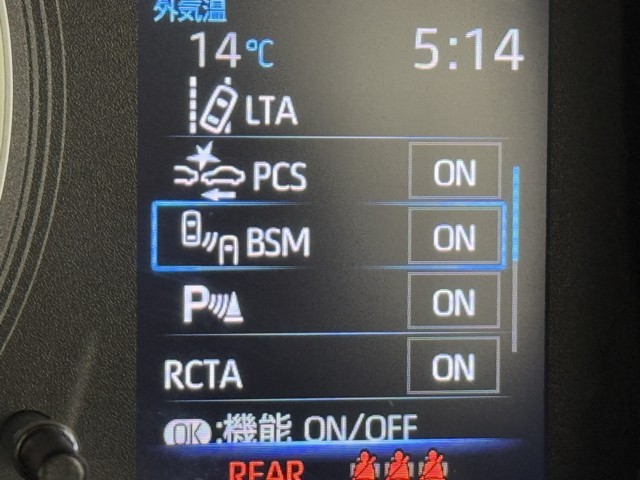 外気温
14℃ 5:14
LTA
PCS ON
BSM ON
P ON
RCTA ON
OK:機能 ON/OFF
REAR